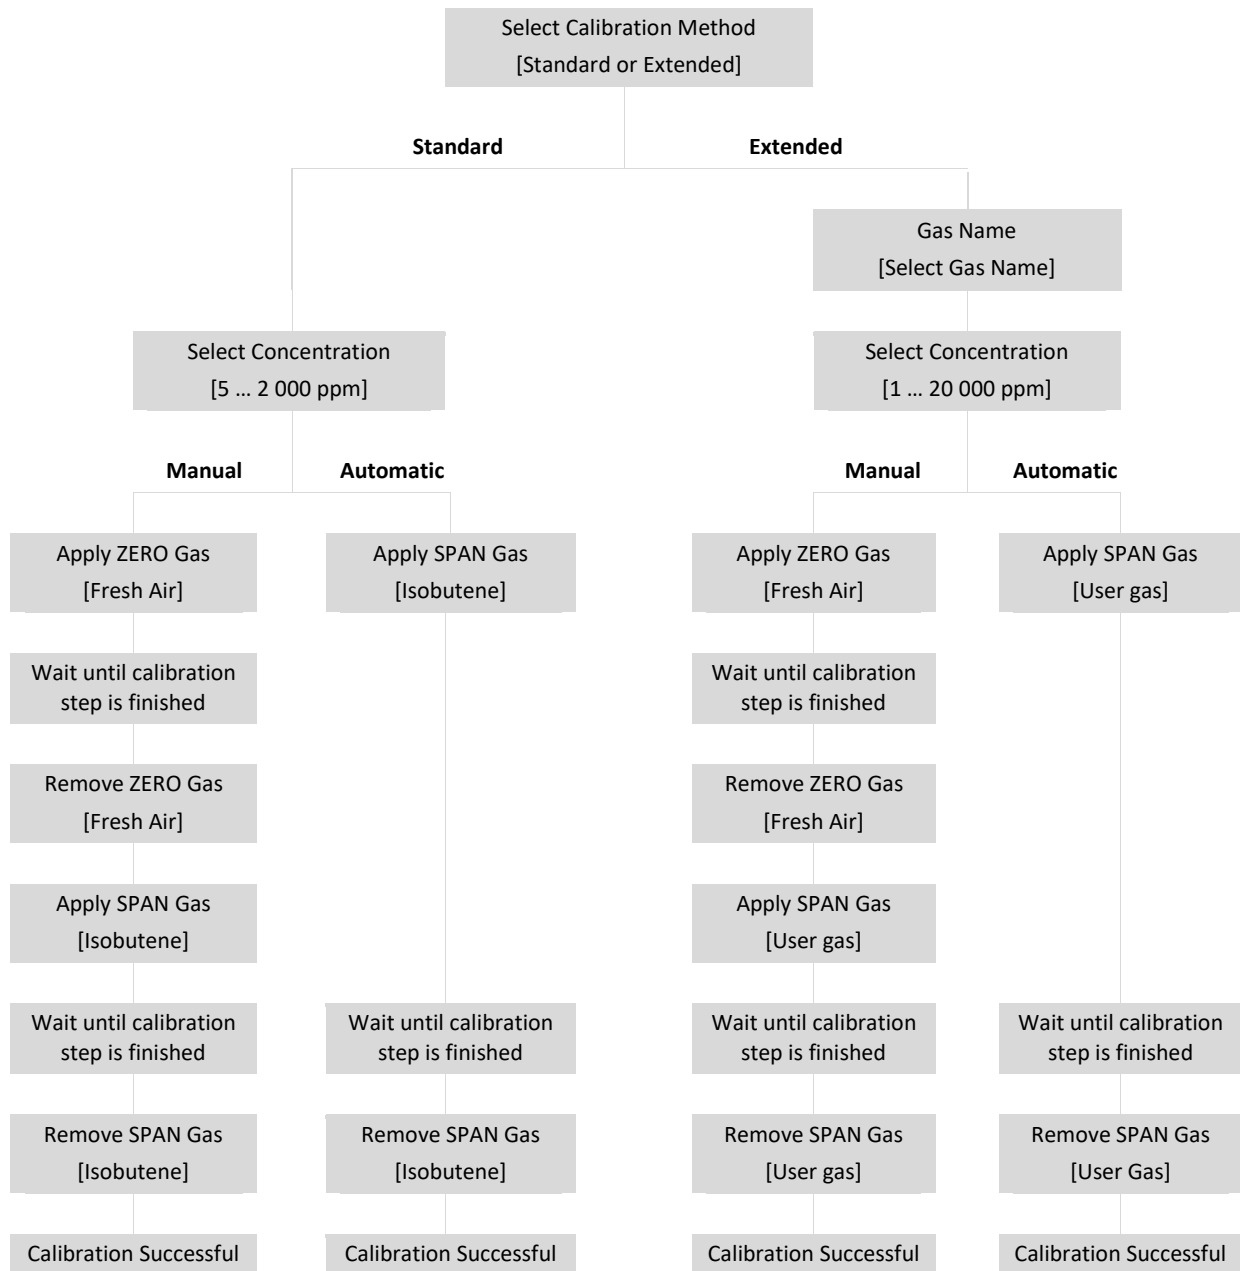 Select Calibration Method
[Standard or Extended]
Standard
Extended
Gas Name
[Select Gas Name]
Select Concentration
[5 … 2 000 ppm]
Select Concentration
[1 … 20 000 ppm]
Manual
Automatic
Manual
Automatic
Apply ZERO Gas
[Fresh Air]
Apply SPAN Gas
[Isobutene]
Apply ZERO Gas
[Fresh Air]
Apply SPAN Gas
[User gas]
Wait until calibration
step is finished
Wait until calibration
step is finished
Remove ZERO Gas
[Fresh Air]
Remove ZERO Gas
[Fresh Air]
Apply SPAN Gas
[Isobutene]
Apply SPAN Gas
[User gas]
Wait until calibration
step is finished
Wait until calibration
step is finished
Wait until calibration
step is finished
Wait until calibration
step is finished
Remove SPAN Gas
[Isobutene]
Remove SPAN Gas
[Isobutene]
Remove SPAN Gas
[User gas]
Remove SPAN Gas
[User Gas]
Calibration Successful
Calibration Successful
Calibration Successful
Calibration Successful